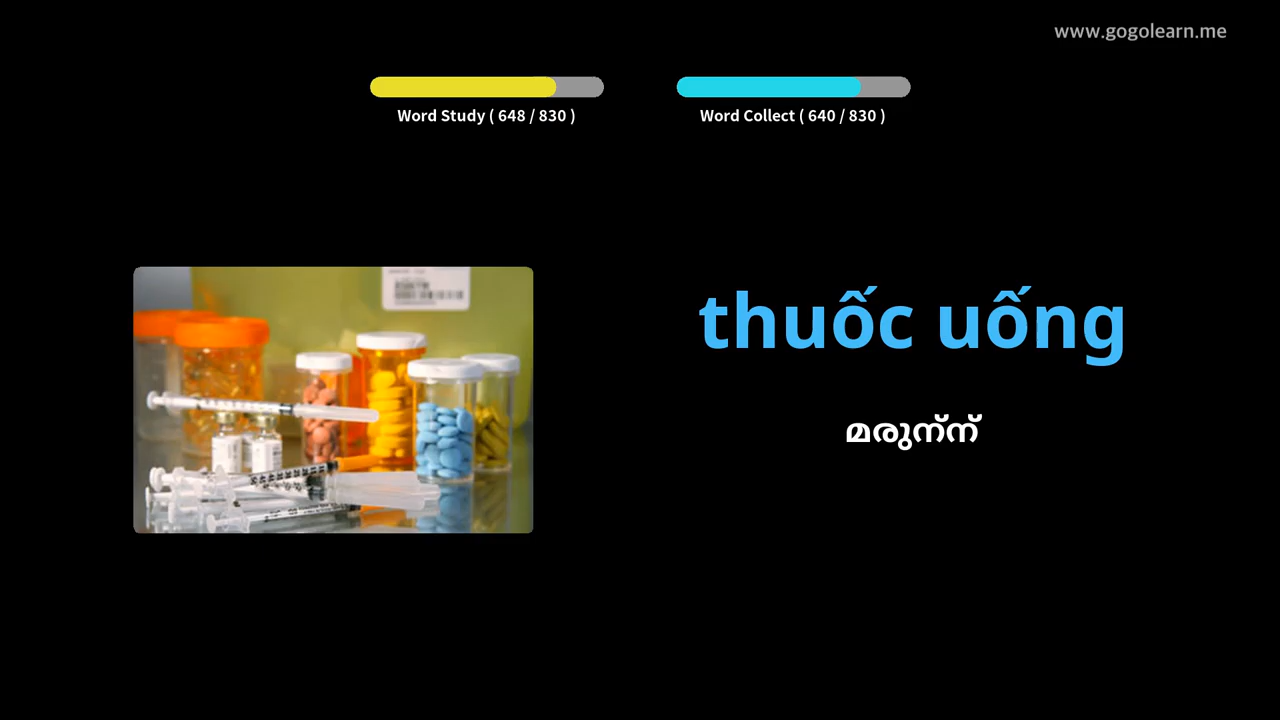 www.gogolearn.me
Word Study ( 648 / 830 )
Word Collect ( 640 / 830 )
thuốc uống
മരുന്ന്